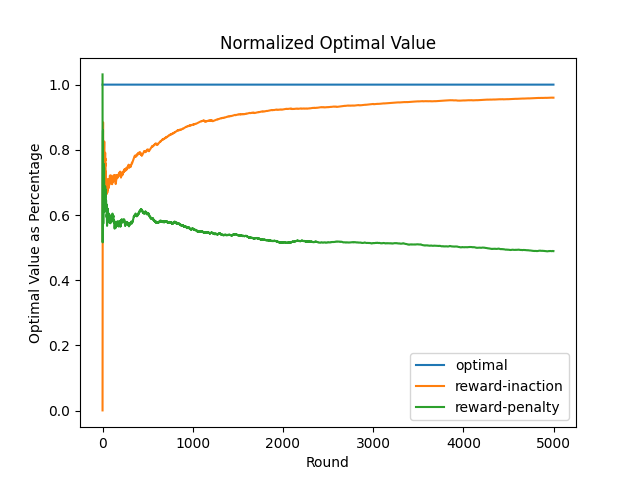 Normalized Optimal Value
Optimal Value as Percentage
1.0
0.8
0.6
0.4
0.2
0.0
0 1000 2000 3000 4000 5000
Round
optimal
reward-inaction
reward-penalty